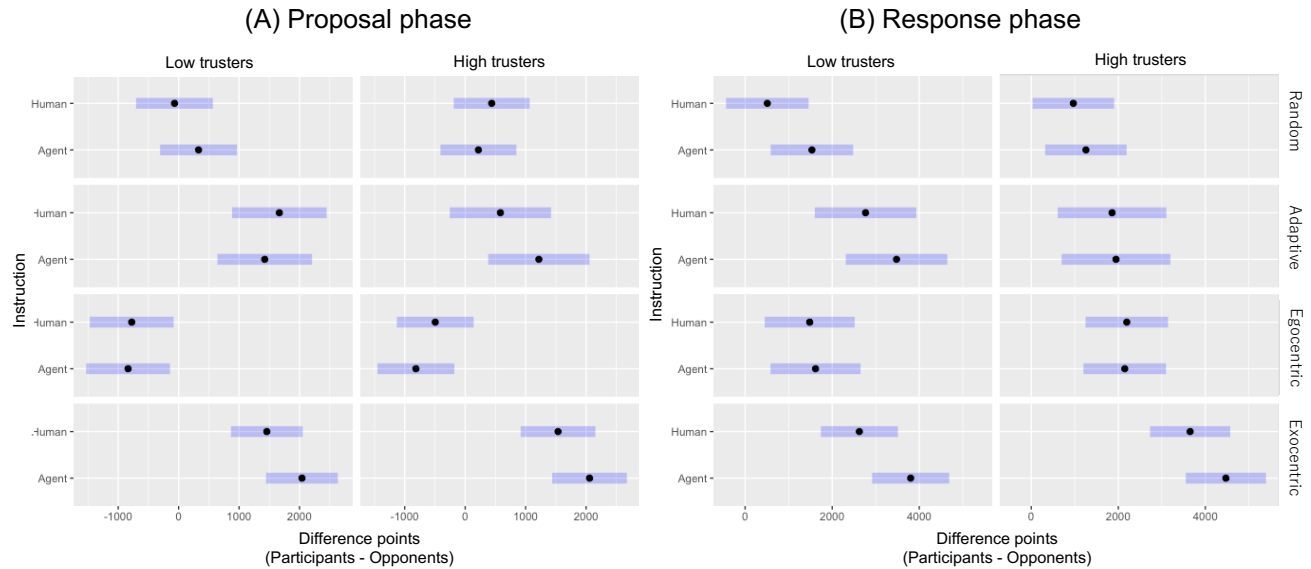 (A) Proposal phase
(B) Response phase
Low trusters
High trusters
Low trusters
High trusters
Human
Agent
Human
Agent
Random
Human
Agent
Human
Agent
Adaptive
Instruction
Instruction
Human
Agent
Human
Agent
Egocentric
Human
Agent
Human
Agent
Exocentric
-1000 0 1000 2000
-1000 0 1000 2000
0 2000 4000
0 2000 4000
Difference points
(Participants - Opponents)
Difference points
(Participants - Opponents)